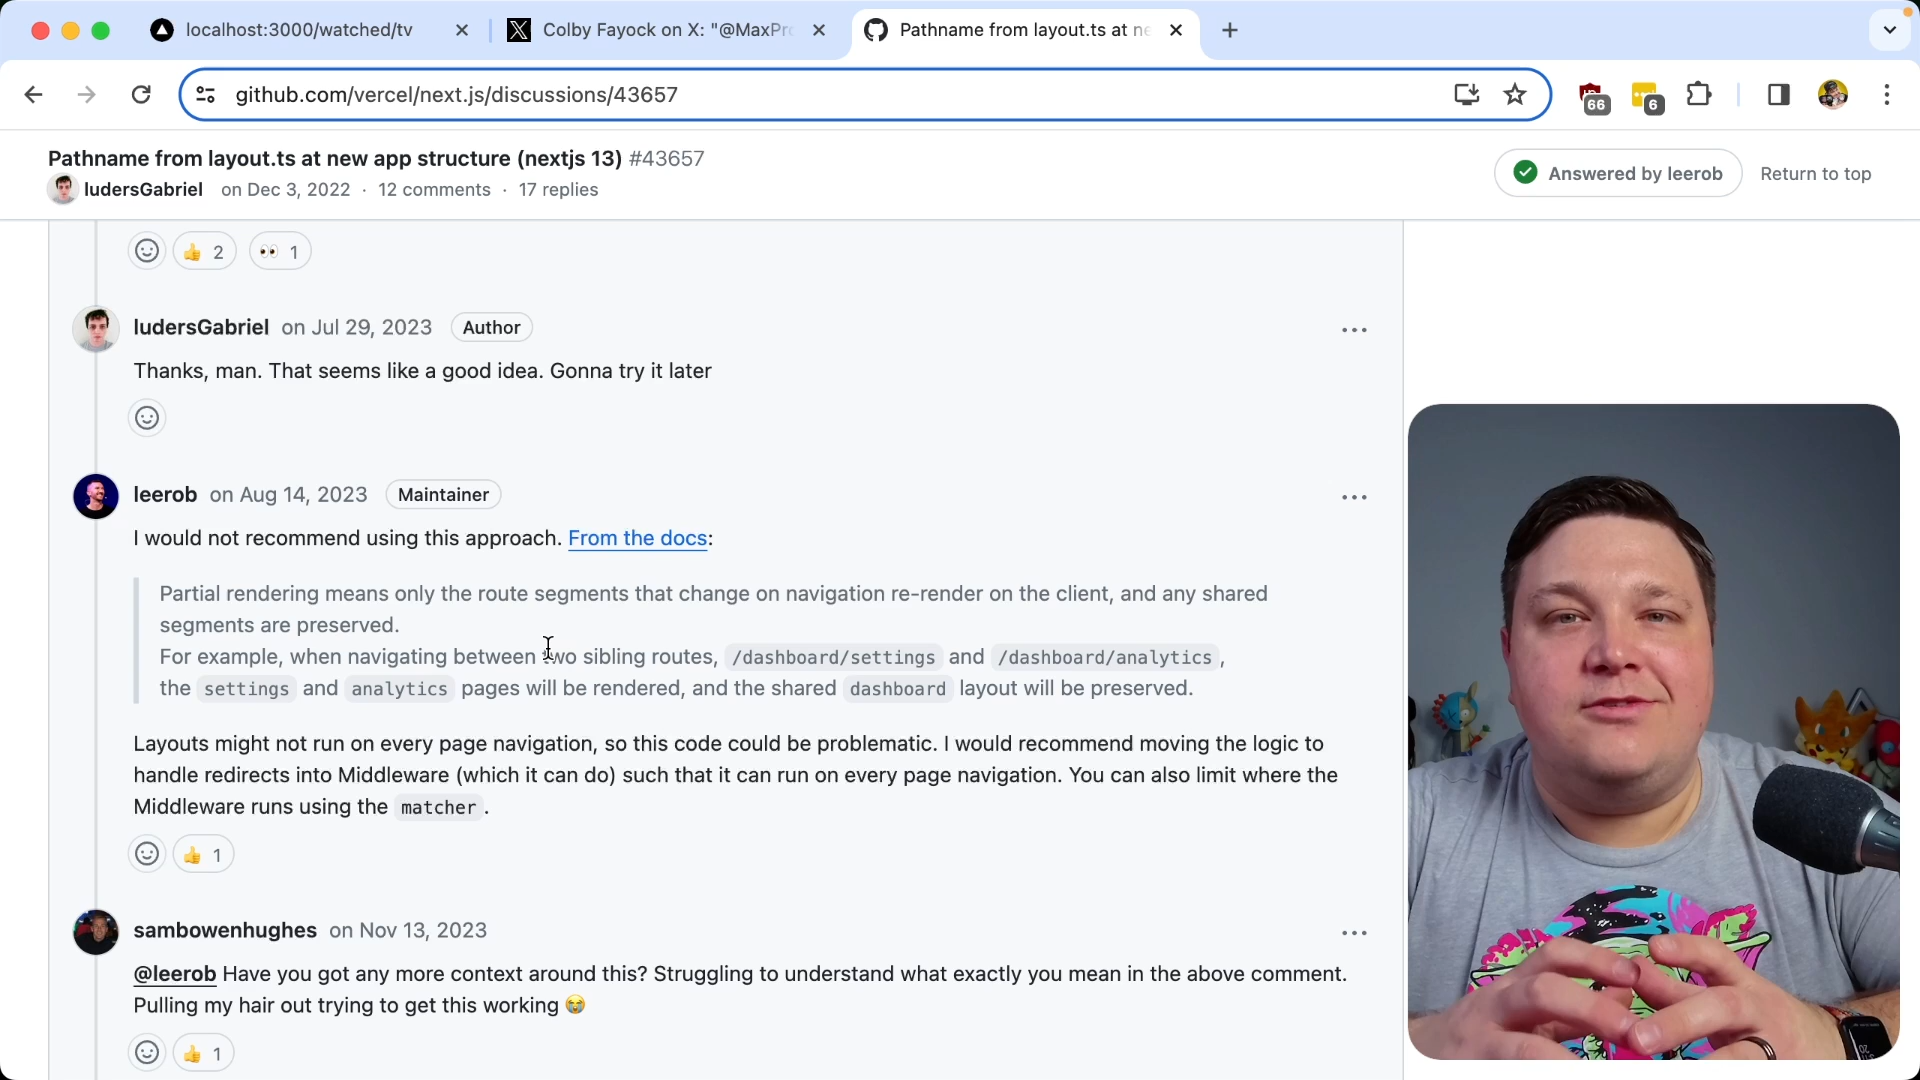 localhost:3000/watched/tv
Colby Fayock on X: "@MaxPr
Pathname from layout.ts at ne
github.com/vercel/next.js/discussions/43657
66
6
Pathname from layout.ts at new app structure (nextjs 13) #43657
ludersGabriel on Dec 3, 2022 · 12 comments · 17 replies
Answered by leerob
Return to top
👍 2
👀 1
ludersGabriel on Jul 29, 2023 Author
Thanks, man. That seems like a good idea. Gonna try it later
leerob on Aug 14, 2023 Maintainer
I would not recommend using this approach. From the docs:
Partial rendering means only the route segments that change on navigation re-render on the client, and any shared
segments are preserved.
For example, when navigating between two sibling routes, /dashboard/settings and /dashboard/analytics,
the settings and analytics pages will be rendered, and the shared dashboard layout will be preserved.
Layouts might not run on every page navigation, so this code could be problematic. I would recommend moving the logic to
handle redirects into Middleware (which it can do) such that it can run on every page navigation. You can also limit where the
Middleware runs using the matcher.
👍 1
sambowenhughes on Nov 13, 2023
@leerob Have you got any more context around this? Struggling to understand what exactly you mean in the above comment.
Pulling my hair out trying to get this working 😭
👍 1